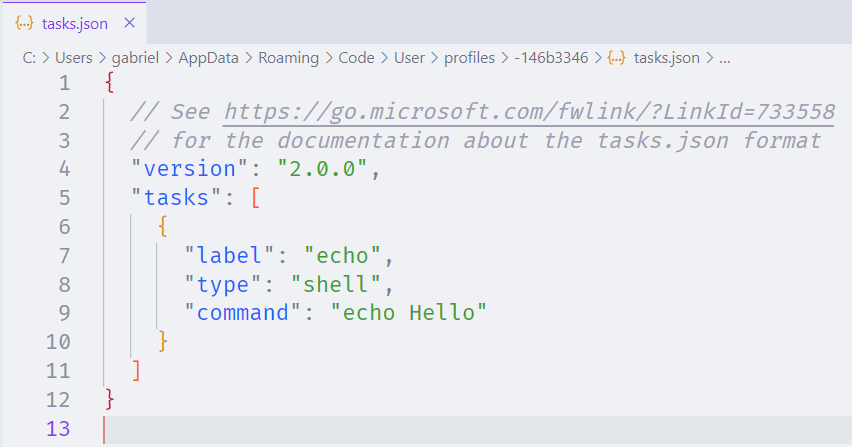 {··} tasks.json ×
C: > Users > gabriel > AppData > Roaming > Code > User > profiles > -146b3346 > {··} tasks.json > ...
1 {
2 // See https://go.microsoft.com/fwlink/?LinkId=733558
3 // for the documentation about the tasks.json format
4 "version": "2.0.0",
5 "tasks": [
6 {
7 "label": "echo",
8 "type": "shell",
9 "command": "echo Hello"
10 }
11 ]
12 }
13